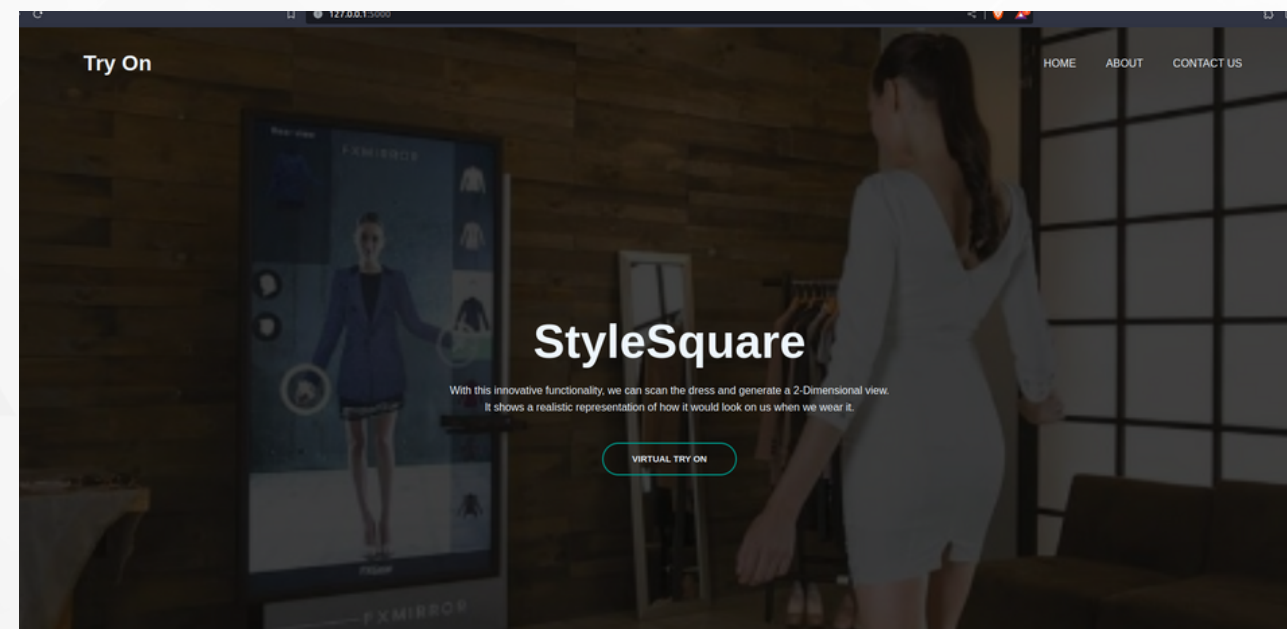 127.0.0.1:5000
Try On
HOME
ABOUT
CONTACT US
Rear-view
FXMIRROR
StyleSquare
With this innovative functionality, we can scan the dress and generate a 2-Dimensional view.
It shows a realistic representation of how it would look on us when we wear it.
VIRTUAL TRY ON
FXMIRROR